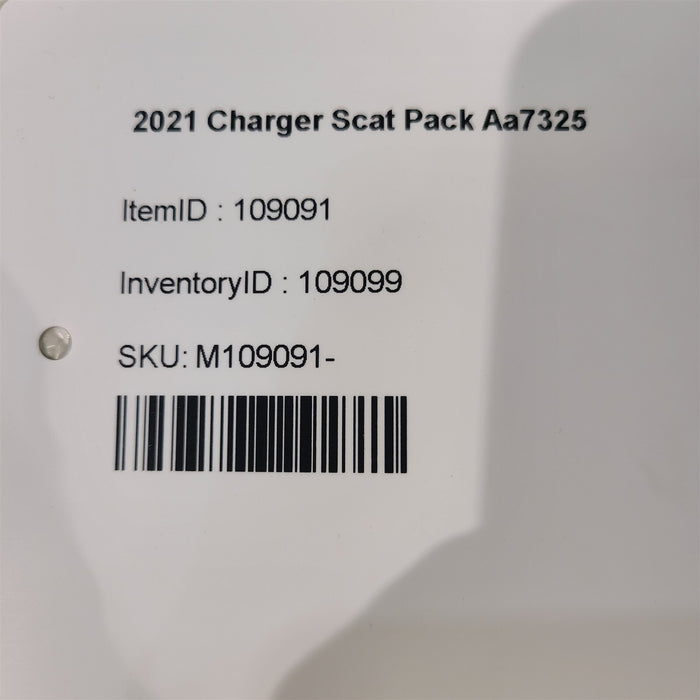 2021 Charger Scat Pack Aa7325
ItemID : 109091
InventoryID : 109099
SKU: M109091-